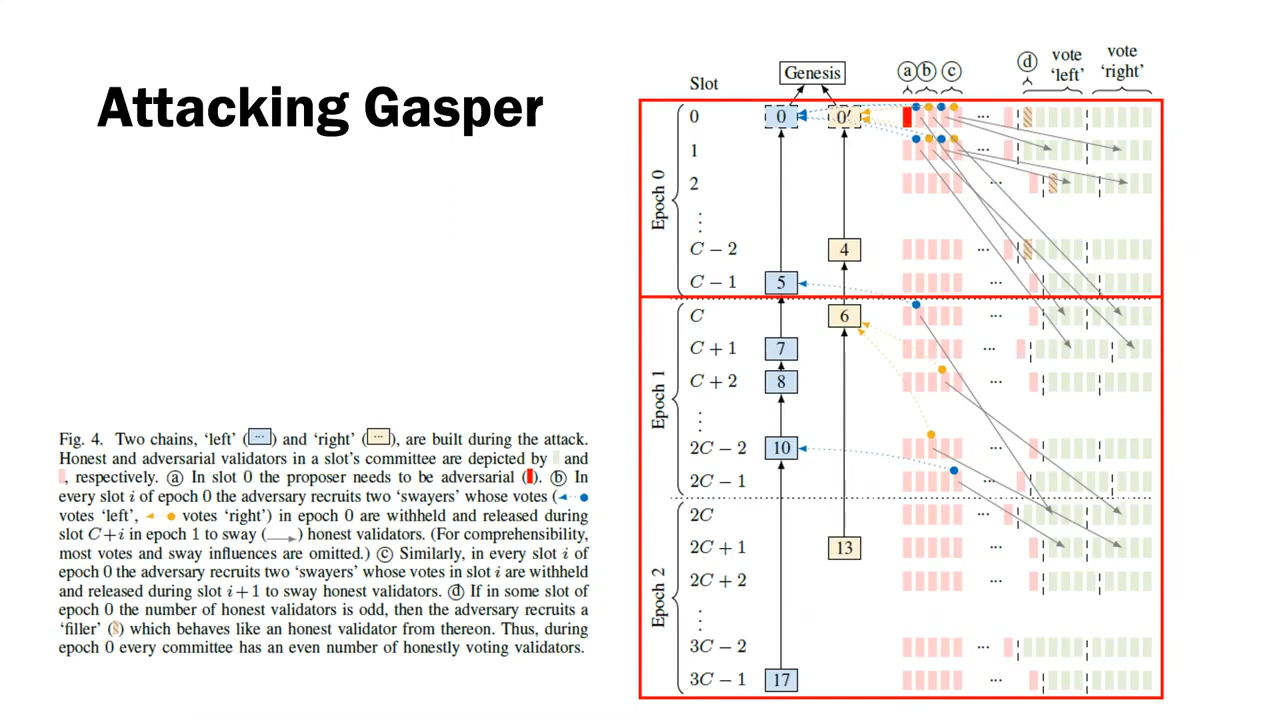 Attacking Gasper
Slot
Genesis
a b c
d
vote
'left'
vote
'right'
Epoch 0
0
0
0'
...
1
2
...
⋮
C − 2
4
...
C − 1
5
...
Epoch 1
C
6
...
C + 1
7
...
C + 2
8
...
⋮
2C − 2
10
...
2C − 1
...
Epoch 2
2C
...
2C + 1
13
...
2C + 2
...
⋮
3C − 2
...
3C − 1
17
...
Fig. 4. Two chains, 'left' (...) and 'right' (...), are built during the attack.
Honest and adversarial validators in a slot's committee are depicted by and
, respectively. ⓐ In slot 0 the proposer needs to be adversarial ( ). ⓑ In
every slot i of epoch 0 the adversary recruits two 'swayers' whose votes (
votes 'left', votes 'right') in epoch 0 are withheld and released during
slot C+i in epoch 1 to sway ( ) honest validators. (For comprehensibility,
most votes and sway influences are omitted.) ⓒ Similarly, in every slot i of
epoch 0 the adversary recruits two 'swayers' whose votes in slot i are withheld
and released during slot i+1 to sway honest validators. ⓓ If in some slot of
epoch 0 the number of honest validators is odd, then the adversary recruits a
'filler' ( ) which behaves like an honest validator from thereon. Thus, during
epoch 0 every committee has an even number of honestly voting validators.